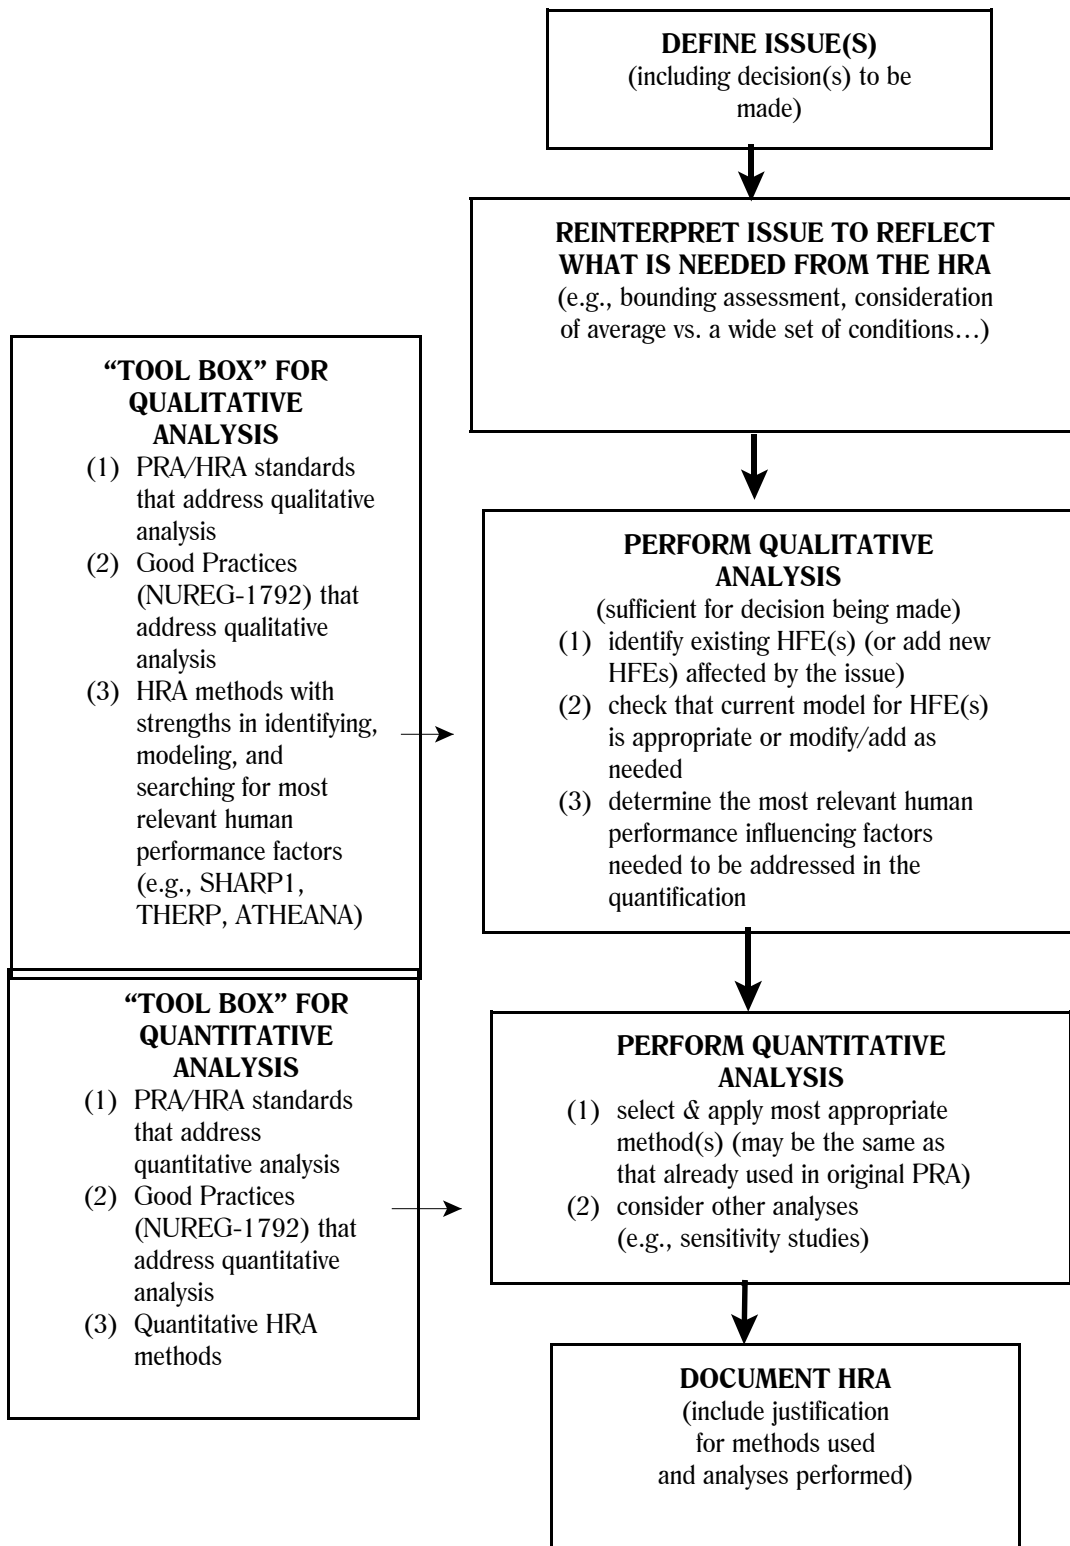 DEFINE ISSUE(S)
(including decision(s) to be
made)
REINTERPRET ISSUE TO REFLECT
WHAT IS NEEDED FROM THE HRA
(e.g., bounding assessment, consideration
of average vs. a wide set of conditions…)
“TOOL BOX” FOR
QUALITATIVE
ANALYSIS
(1) PRA/HRA standards
that address qualitative
analysis
(2) Good Practices
(NUREG-1792) that
address qualitative
analysis
(3) HRA methods with
strengths in identifying,
modeling, and
searching for most
relevant human
performance factors
(e.g., SHARP1,
THERP, ATHEANA)
PERFORM QUALITATIVE
ANALYSIS
(sufficient for decision being made)
(1) identify existing HFE(s) (or add new
HFEs) affected by the issue)
(2) check that current model for HFE(s)
is appropriate or modify/add as
needed
(3) determine the most relevant human
performance influencing factors
needed to be addressed in the
quantification
“TOOL BOX” FOR
QUANTITATIVE
ANALYSIS
(1) PRA/HRA standards
that address
quantitative analysis
(2) Good Practices
(NUREG-1792) that
address quantitative
analysis
(3) Quantitative HRA
methods
PERFORM QUANTITATIVE
ANALYSIS
(1) select & apply most appropriate
method(s) (may be the same as
that already used in original PRA)
(2) consider other analyses
(e.g., sensitivity studies)
DOCUMENT HRA
(include justification
for methods used
and analyses performed)